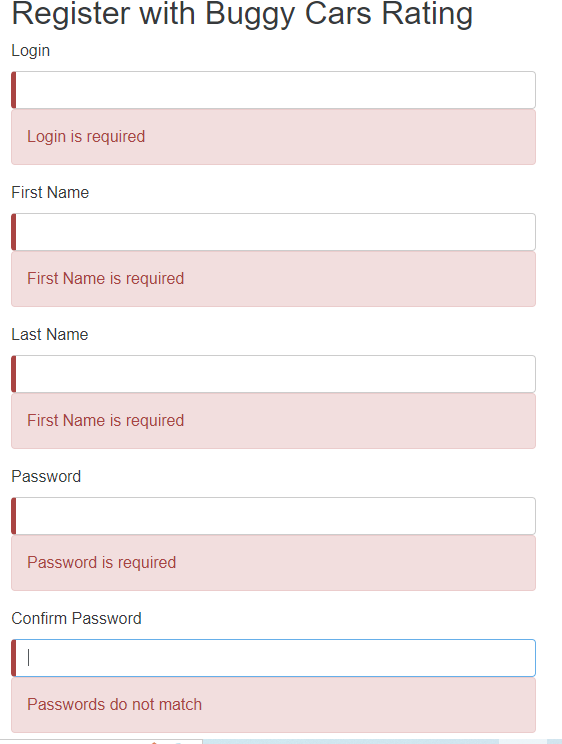 Register with Buggy Cars Rating
Login
Login is required
First Name
First Name is required
Last Name
First Name is required
Password
Password is required
Confirm Password
Passwords do not match